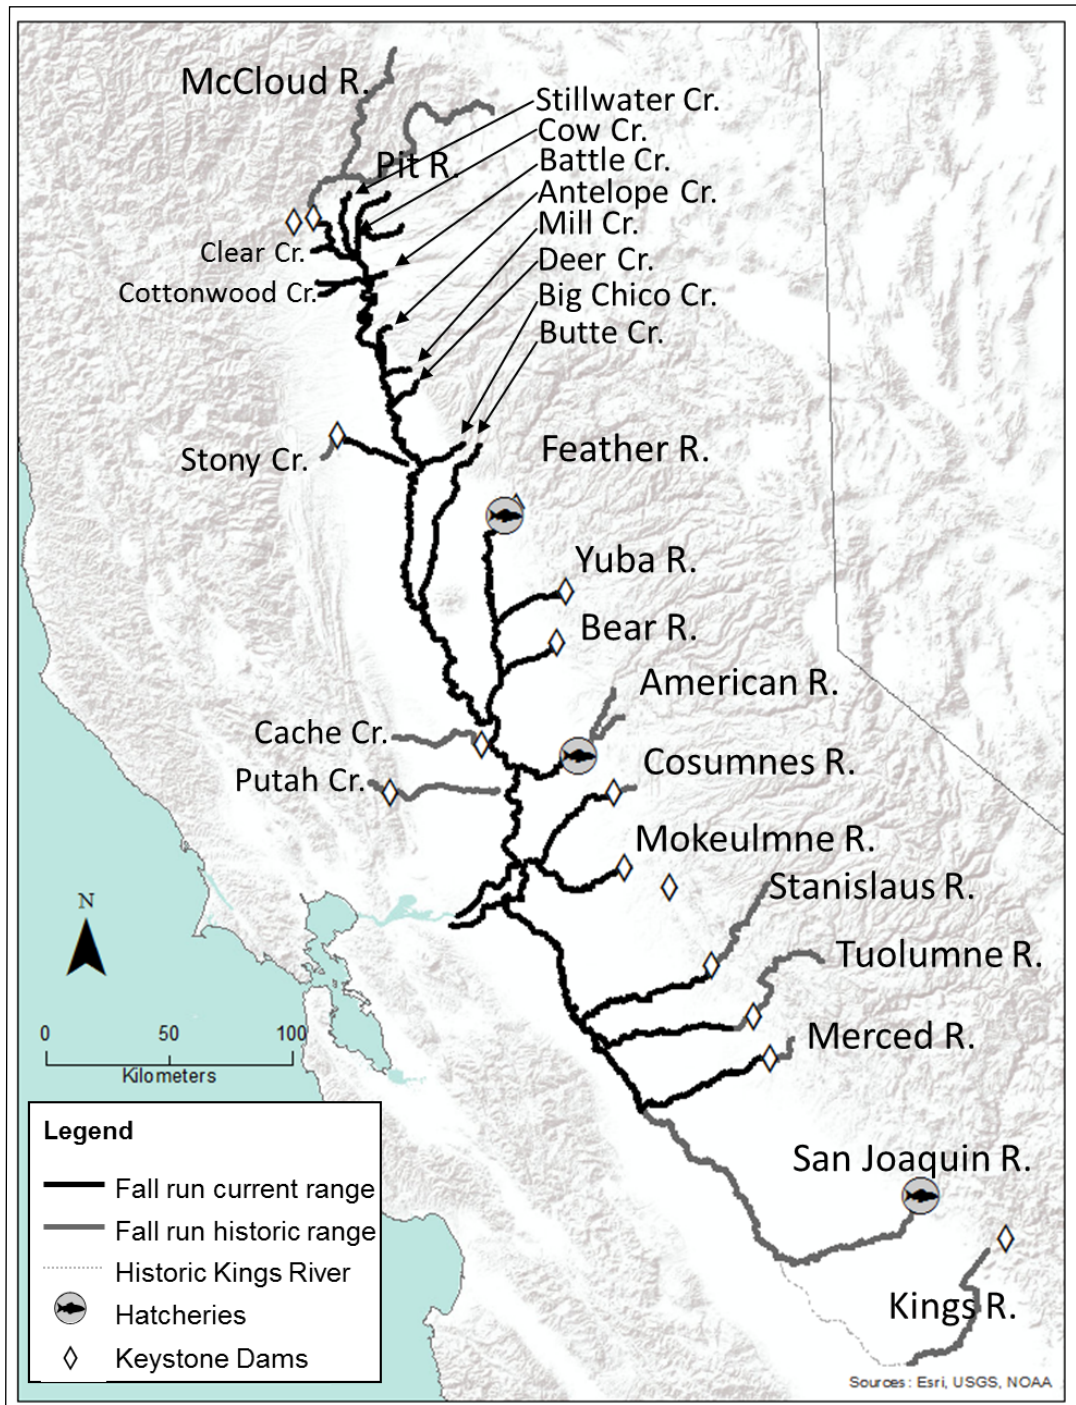 McCloud R.
Stillwater Cr.
Cow Cr.
Pit R.
Battle Cr.
Antelope Cr.
Mill Cr.
Clear Cr.
Deer Cr.
Cottonwood Cr.
Big Chico Cr.
Butte Cr.
Feather R.
Stony Cr.
Yuba R.
Bear R.
American R.
Cache Cr.
Cosumnes R.
Putah Cr.
Mokeulmne R.
Stanislaus R.
N
Tuolumne R.
0 50 100
Kilometers
Merced R.
San Joaquin R.
Kings R.
Legend
Fall run current range
Fall run historic range
Historic Kings River
Hatcheries
Keystone Dams
Sources: Esri, USGS, NOAA